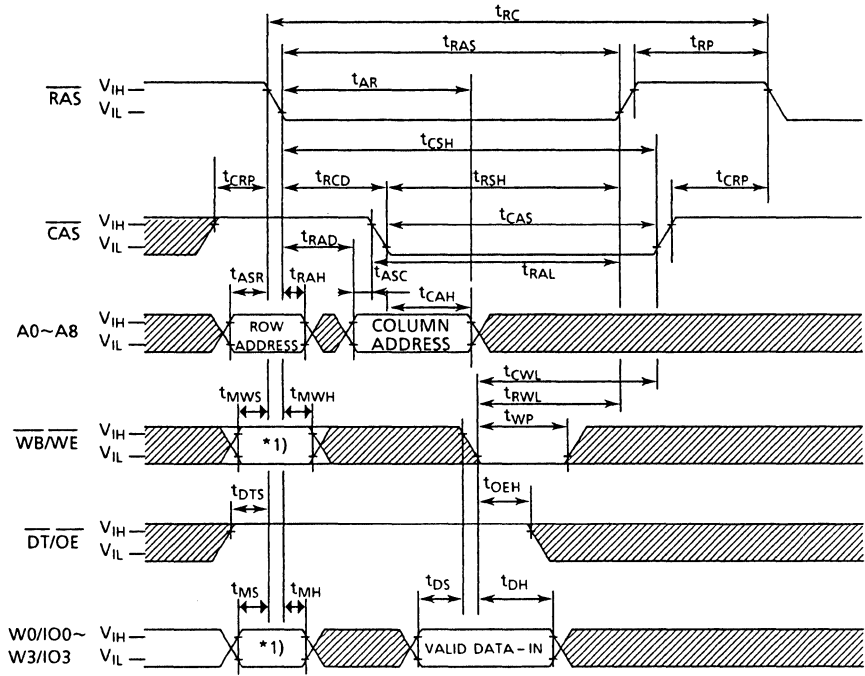 tRC
tRAS
tRP
tAR
RAS VIH
VIL
tCSH
tCRP tRCD tRSH tCRP
CAS VIH
VIL
tCAS
tRAD
tRAL
tASR tRAH tASC
tCAH
A0~A8 VIH
VIL
ROW ADDRESS
COLUMN ADDRESS
tCWL
tRWL
tMWS tMWH tWP
WB/WE VIH
VIL
*1)
tDTS tOEH
DT/OE VIH
VIL
tMS tMH tDS tDH
W0/IO0~
W3/IO3
VIH
VIL
*1) VALID DATA-IN